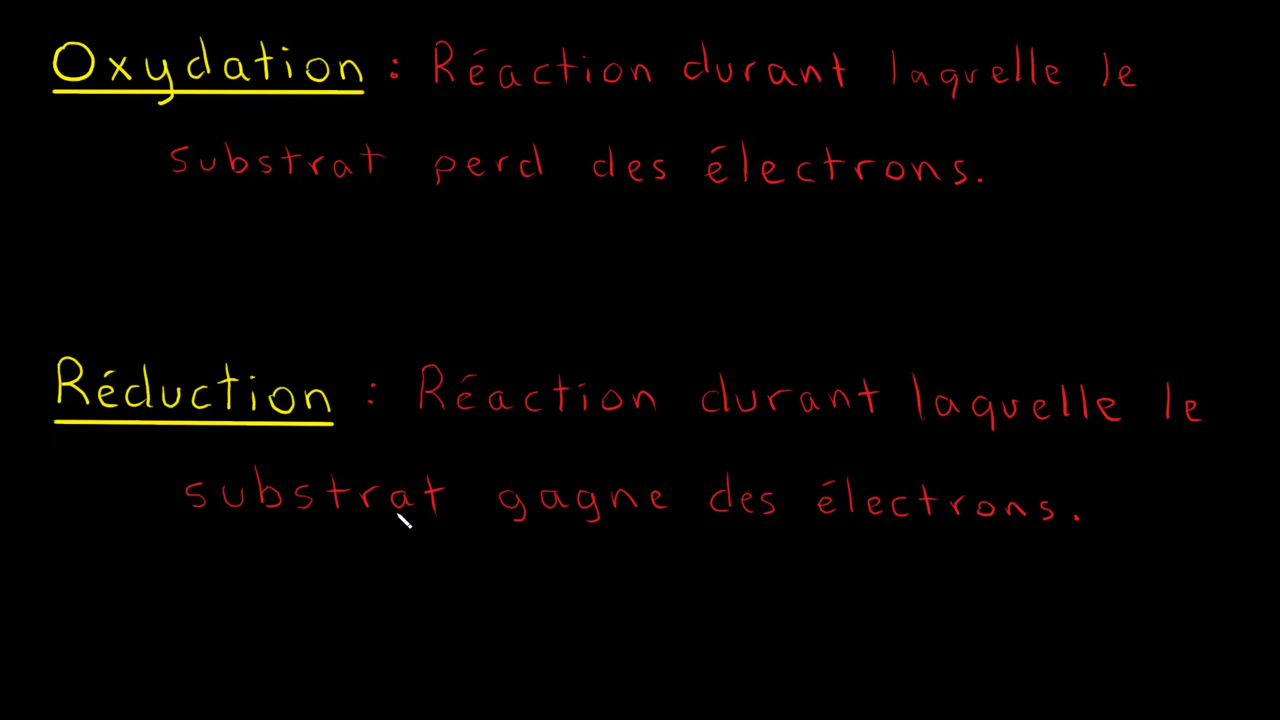 Oxydation : Réaction durant laquelle le
substrat perd des électrons.
Réduction : Réaction durant laquelle le
substrat gagne des électrons.